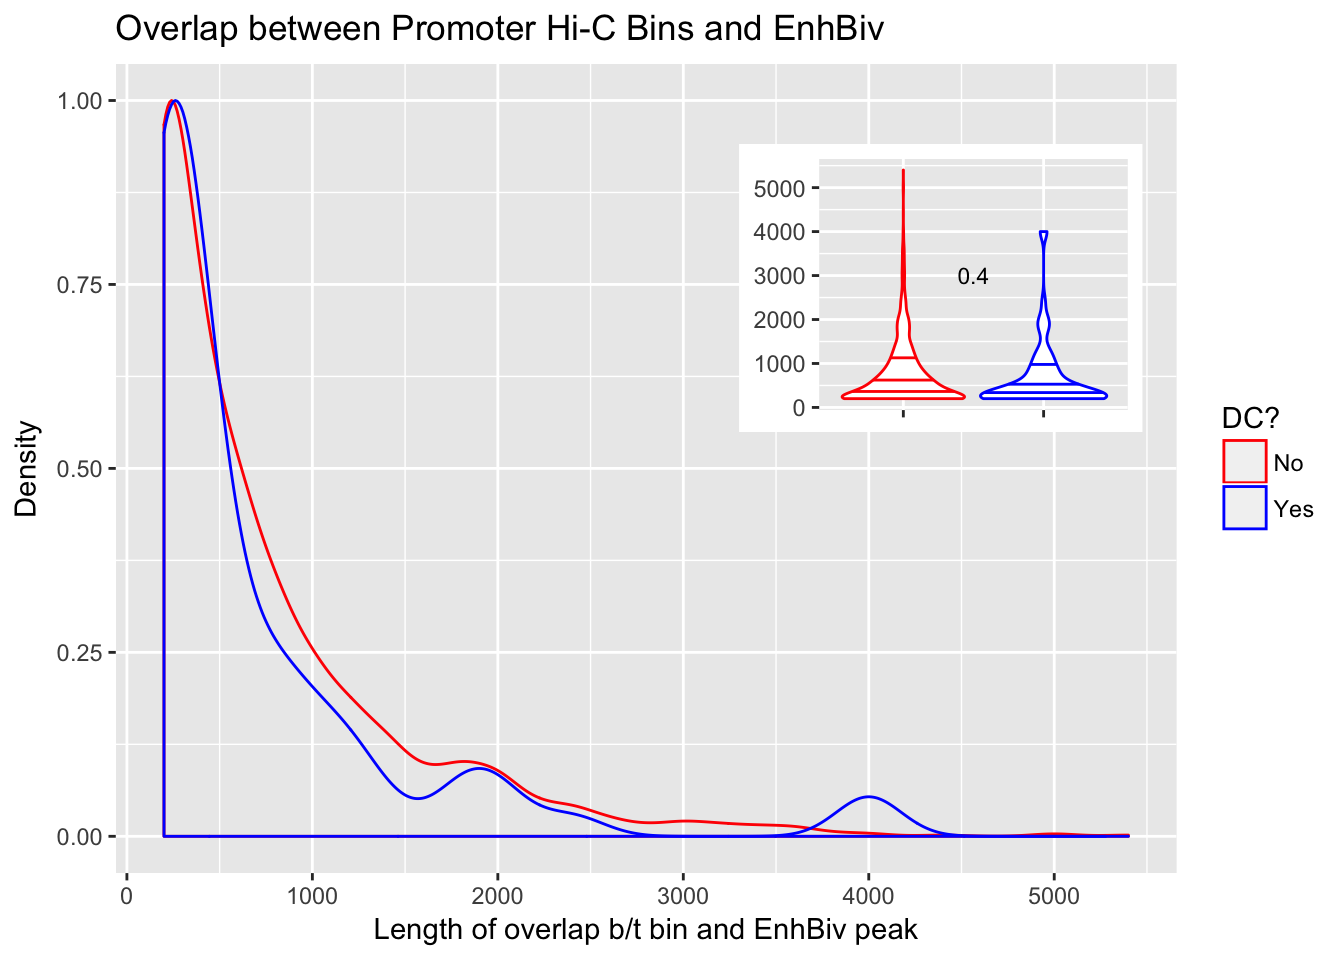 Overlap between Promoter Hi-C Bins and EnhBiv
Density
1.00
0.75
0.50
0.25
0.00
0 1000 2000 3000 4000 5000
Length of overlap b/t bin and EnhBiv peak
5000
4000
3000
2000
1000
0
0.4
DC?
No
Yes